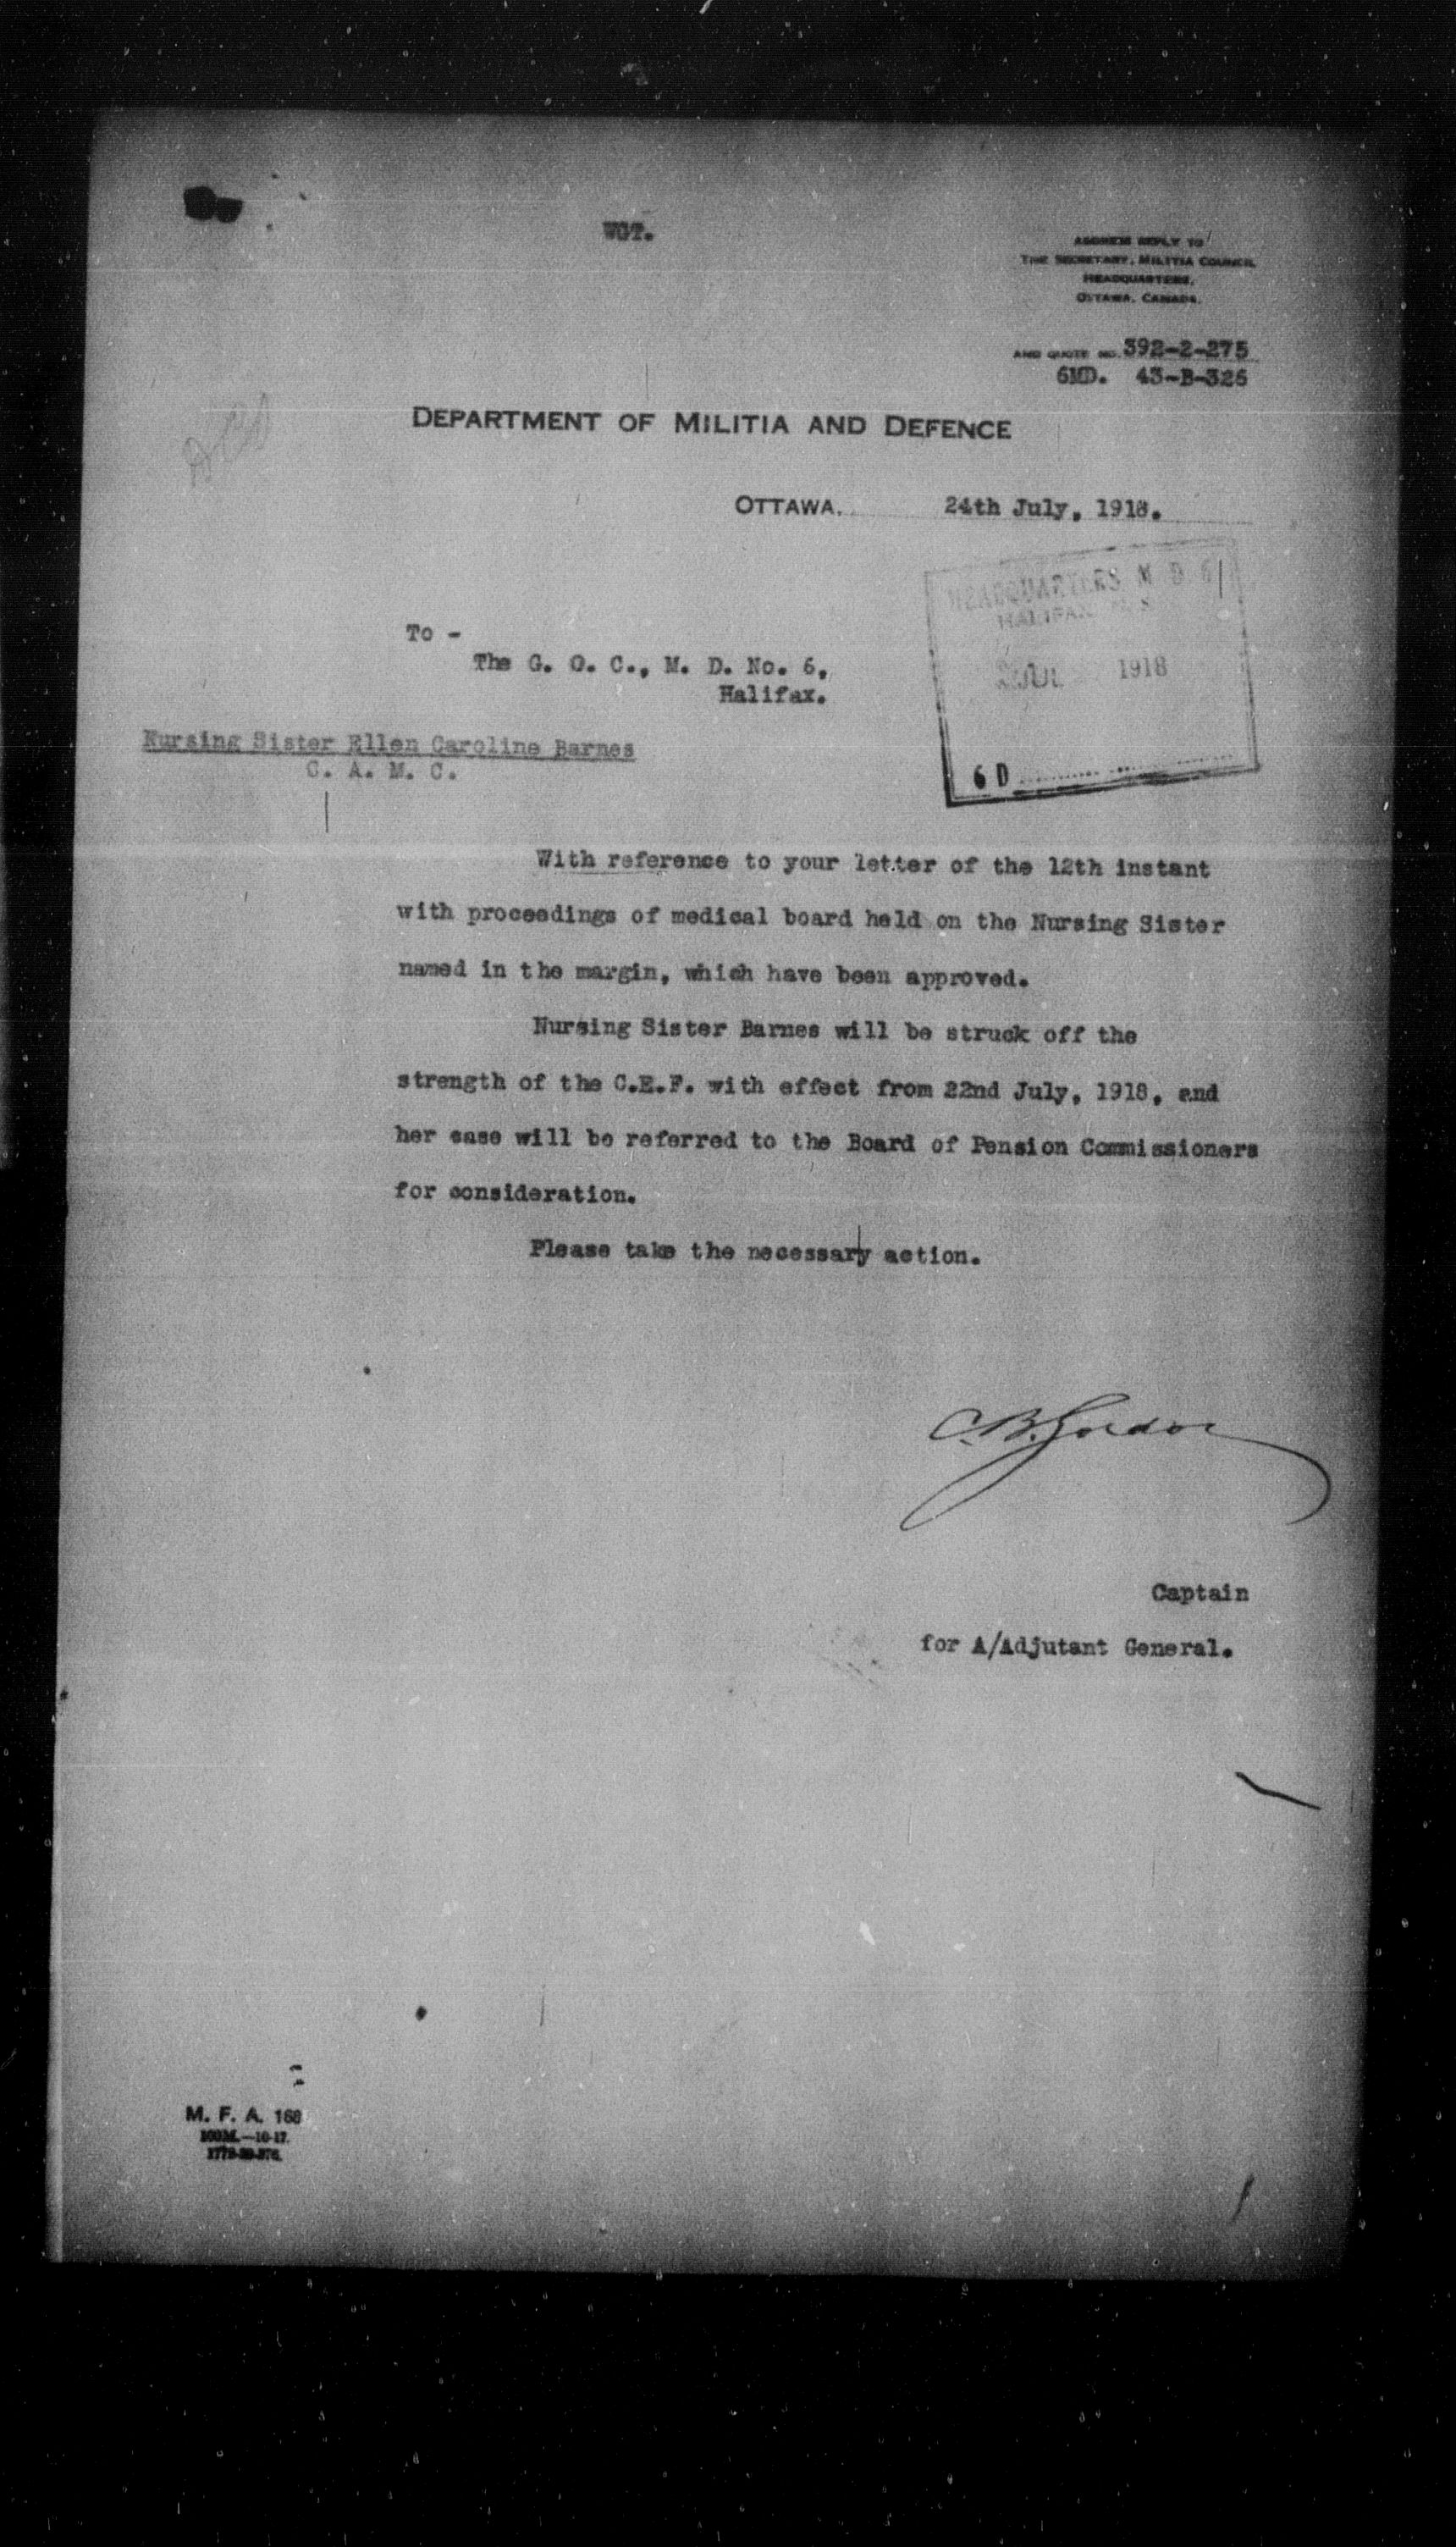 WGT.
ADDRESS REPLY TO
THE SECRETARY, MILITIA COUNCIL
HEADQUARTERS,
OTTAWA, CANADA.
AND QUOTE NO. 392-2-275
6MD. 43-B-326
DEPARTMENT OF MILITIA AND DEFENCE
OTTAWA. 24th July, 1918.
HEADQUARTERS M D 6
HALIFAX N S
JUL 1918
6 D
To -
The G. O. C., M. D. No. 6,
Halifax.
Nursing Sister Ellen Caroline Barnes
C. A. M. C.
With reference to your letter of the 12th instant
with proceedings of medical board held on the Nursing Sister
named in the margin, which have been approved.
Nursing Sister Barnes will be struck off the
strength of the C.E.F. with effect from 22nd July, 1918, and
her case will be referred to the Board of Pension Commissioners
for consideration.
Please take the necessary action.
C.B. Gordon
Captain
for A/Adjutant General.
M. F. A. 168
100M.—10-17.